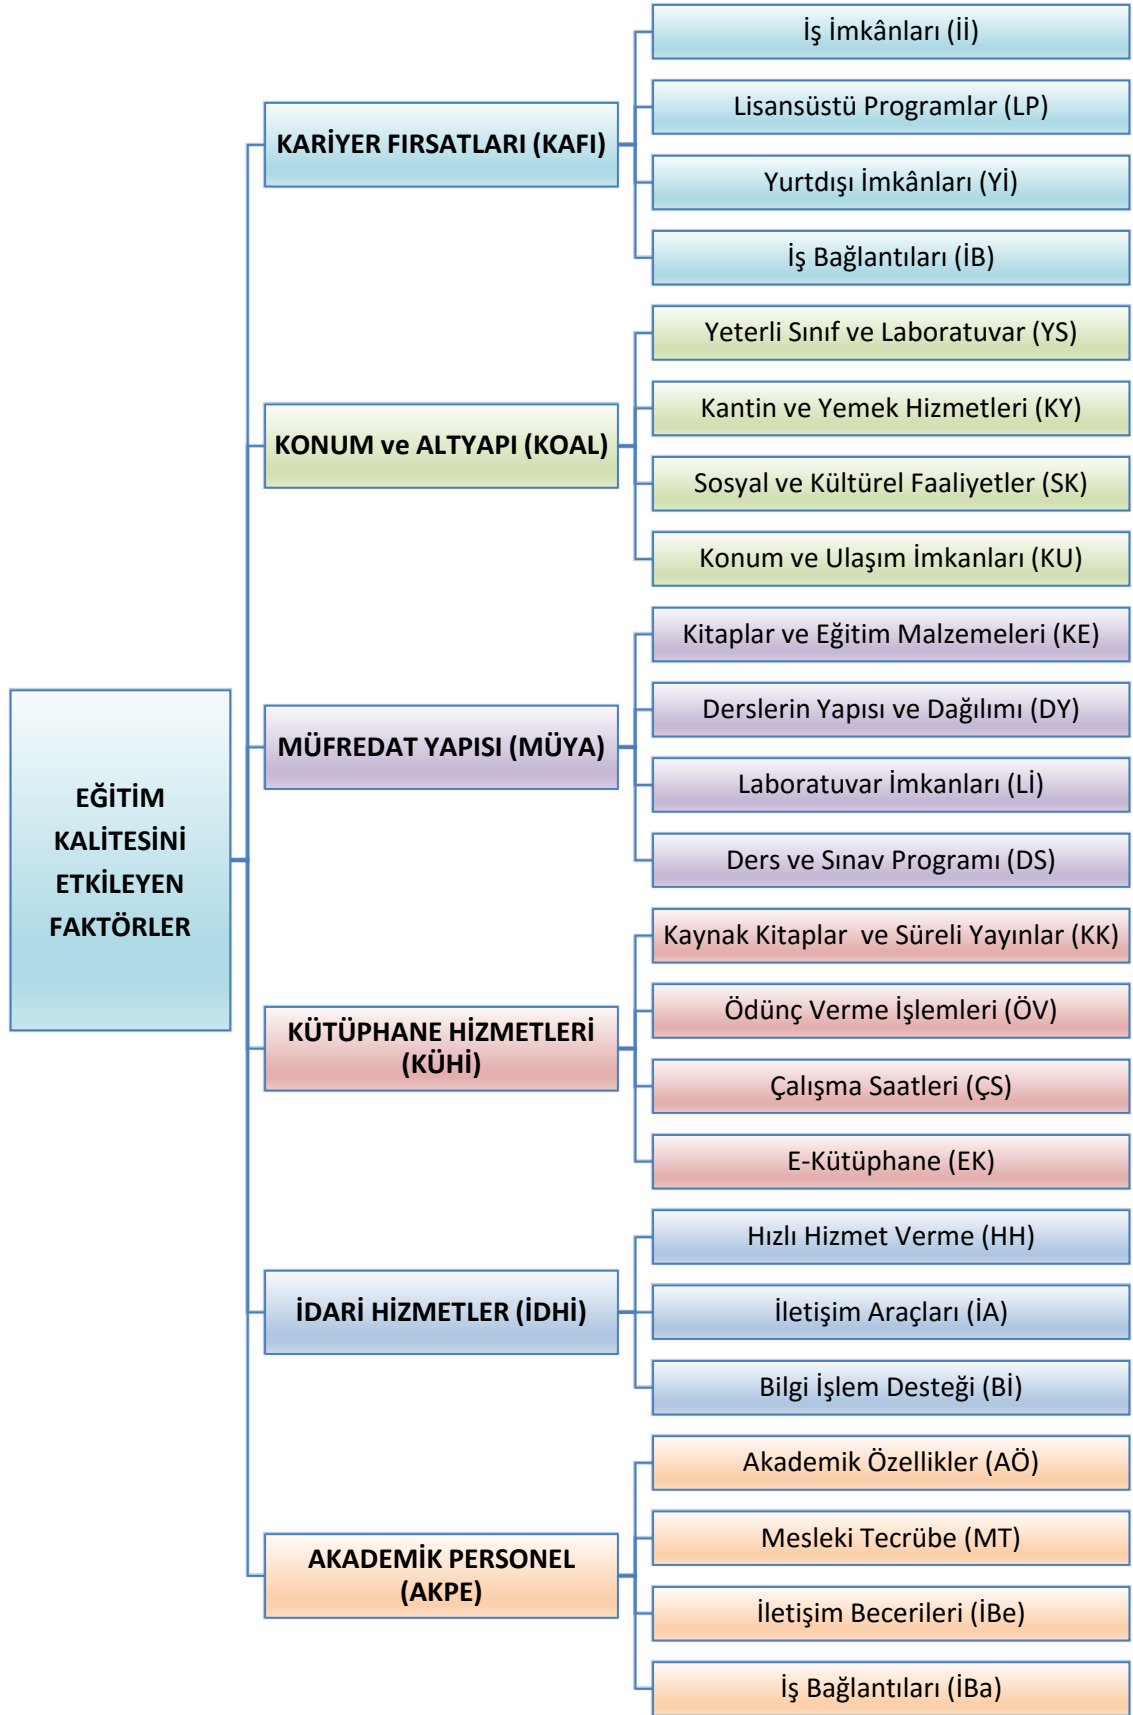 EĞİTİM
KALİTESİNİ
ETKİLEYEN
FAKTÖRLER
KARİYER FIRSATLARI (KAFI)
İş İmkânları (İİ)
Lisansüstü Programlar (LP)
Yurtdışı İmkânları (Yİ)
İş Bağlantıları (İB)
KONUM ve ALTYAPI (KOAL)
Yeterli Sınıf ve Laboratuvar (YS)
Kantin ve Yemek Hizmetleri (KY)
Sosyal ve Kültürel Faaliyetler (SK)
Konum ve Ulaşım İmkanları (KU)
MÜFREDAT YAPISI (MÜYA)
Kitaplar ve Eğitim Malzemeleri (KE)
Derslerin Yapısı ve Dağılımı (DY)
Laboratuvar İmkanları (Lİ)
Ders ve Sınav Programı (DS)
KÜTÜPHANE HİZMETLERİ
(KÜHİ)
Kaynak Kitaplar  ve Süreli Yayınlar (KK)
Ödünç Verme İşlemleri (ÖV)
Çalışma Saatleri (ÇS)
E-Kütüphane (EK)
İDARİ HİZMETLER (İDHİ)
Hızlı Hizmet Verme (HH)
İletişim Araçları (İA)
Bilgi İşlem Desteği (Bİ)
AKADEMİK PERSONEL
(AKPE)
Akademik Özellikler (AÖ)
Mesleki Tecrübe (MT)
İletişim Becerileri (İBe)
İş Bağlantıları (İBa)